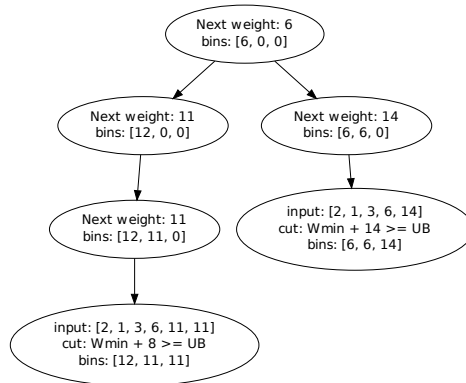 Next weight: 6
bins: [6, 0, 0]
Next weight: 11
bins: [12, 0, 0]
Next weight: 14
bins: [6, 6, 0]
Next weight: 11
bins: [12, 11, 0]
input: [2, 1, 3, 6, 14]
cut: Wmin + 14 >= UB
bins: [6, 6, 14]
input: [2, 1, 3, 6, 11, 11]
cut: Wmin + 8 >= UB
bins: [12, 11, 11]